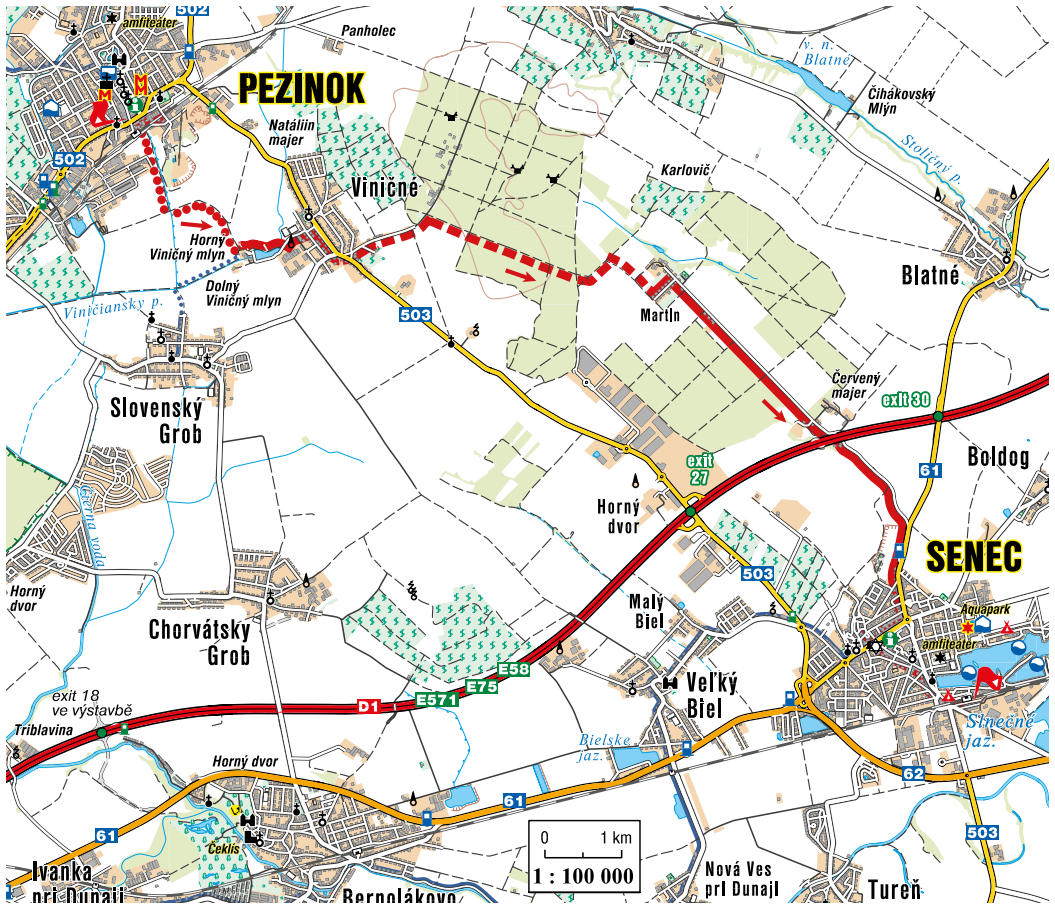 502
amfiteáter
Panholec
v. n.
Blatné
PEZINOK
M
M
i
Čihákovský
Mlýn
Natáliin
majer
502
Stoličný p.
Viničné
Karlovič
Horný
Viničný mlyn
Blatné
Dolný
Viničný mlyn
Viničiansky p.
503
Martin
Slovenský
Grob
Červený
majer
exit 30
exit
27
61
Boldog
Čierna voda
Horný
dvor
SENEC
503
Horný
dvor
Malý
Biel
Aquapark
Chorvátsky
Grob
amfiteáter
i
E58
E75
E571
D1
Veľký
Biel
exit 18
ve výstavbě
Triblavina
Slnečné
jaz.
Bielske
jaz.
Horný dvor
62
61
61
503
Čeklís
0 1 km
1 : 100 000
Ivanka
pri Dunaji
Bernolákovo
Nová Ves
pri Dunaji
Tureň